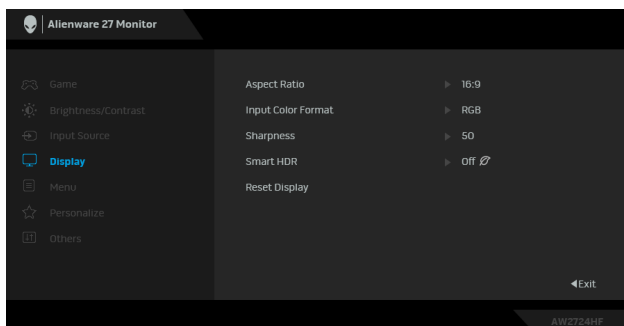 Alienware 27 Monitor
Game
Brightness/Contrast
Input Source
Display
Menu
Personalize
Others
Aspect Ratio 16:9
Input Color Format RGB
Sharpness 50
Smart HDR Off
Reset Display
Exit
AW2724HF